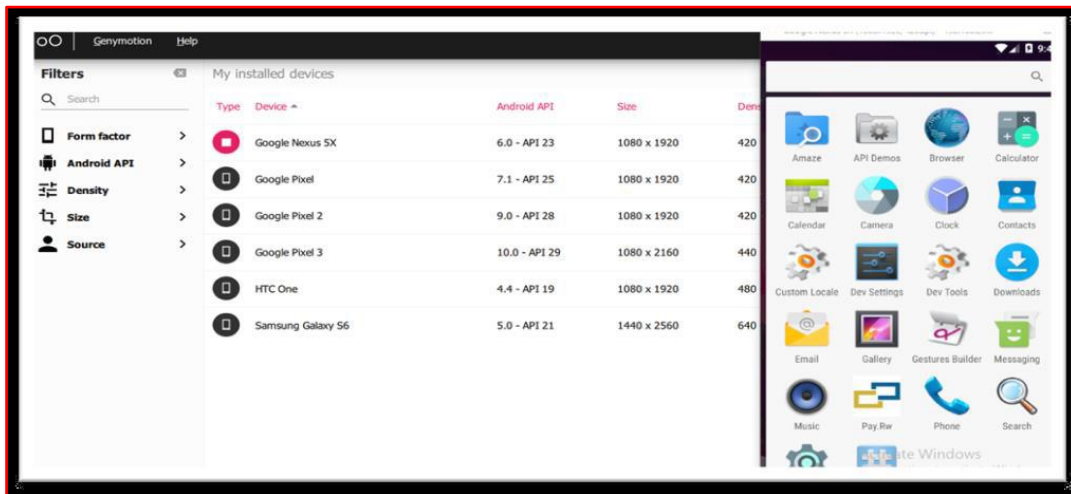 Genymotion Help
Filters
Search
Form factor
Android API
Density
Size
Source
My installed devices
Type Device Android API Size Dens
Google Nexus 5X 6.0 - API 23 1080 x 1920 420
Google Pixel 7.1 - API 25 1080 x 1920 420
Google Pixel 2 9.0 - API 28 1080 x 1920 420
Google Pixel 3 10.0 - API 29 1080 x 2160 440
HTC One 4.4 - API 19 1080 x 1920 480
Samsung Galaxy S6 5.0 - API 21 1440 x 2560 640
9:4
Amaze API Demos Browser Calculator
Calendar Camera Clock Contacts
Custom Locale Dev Settings Dev Tools Downloads
Email Gallery Gestures Builder Messaging
Music Pay.Rw Phone Search
Windows